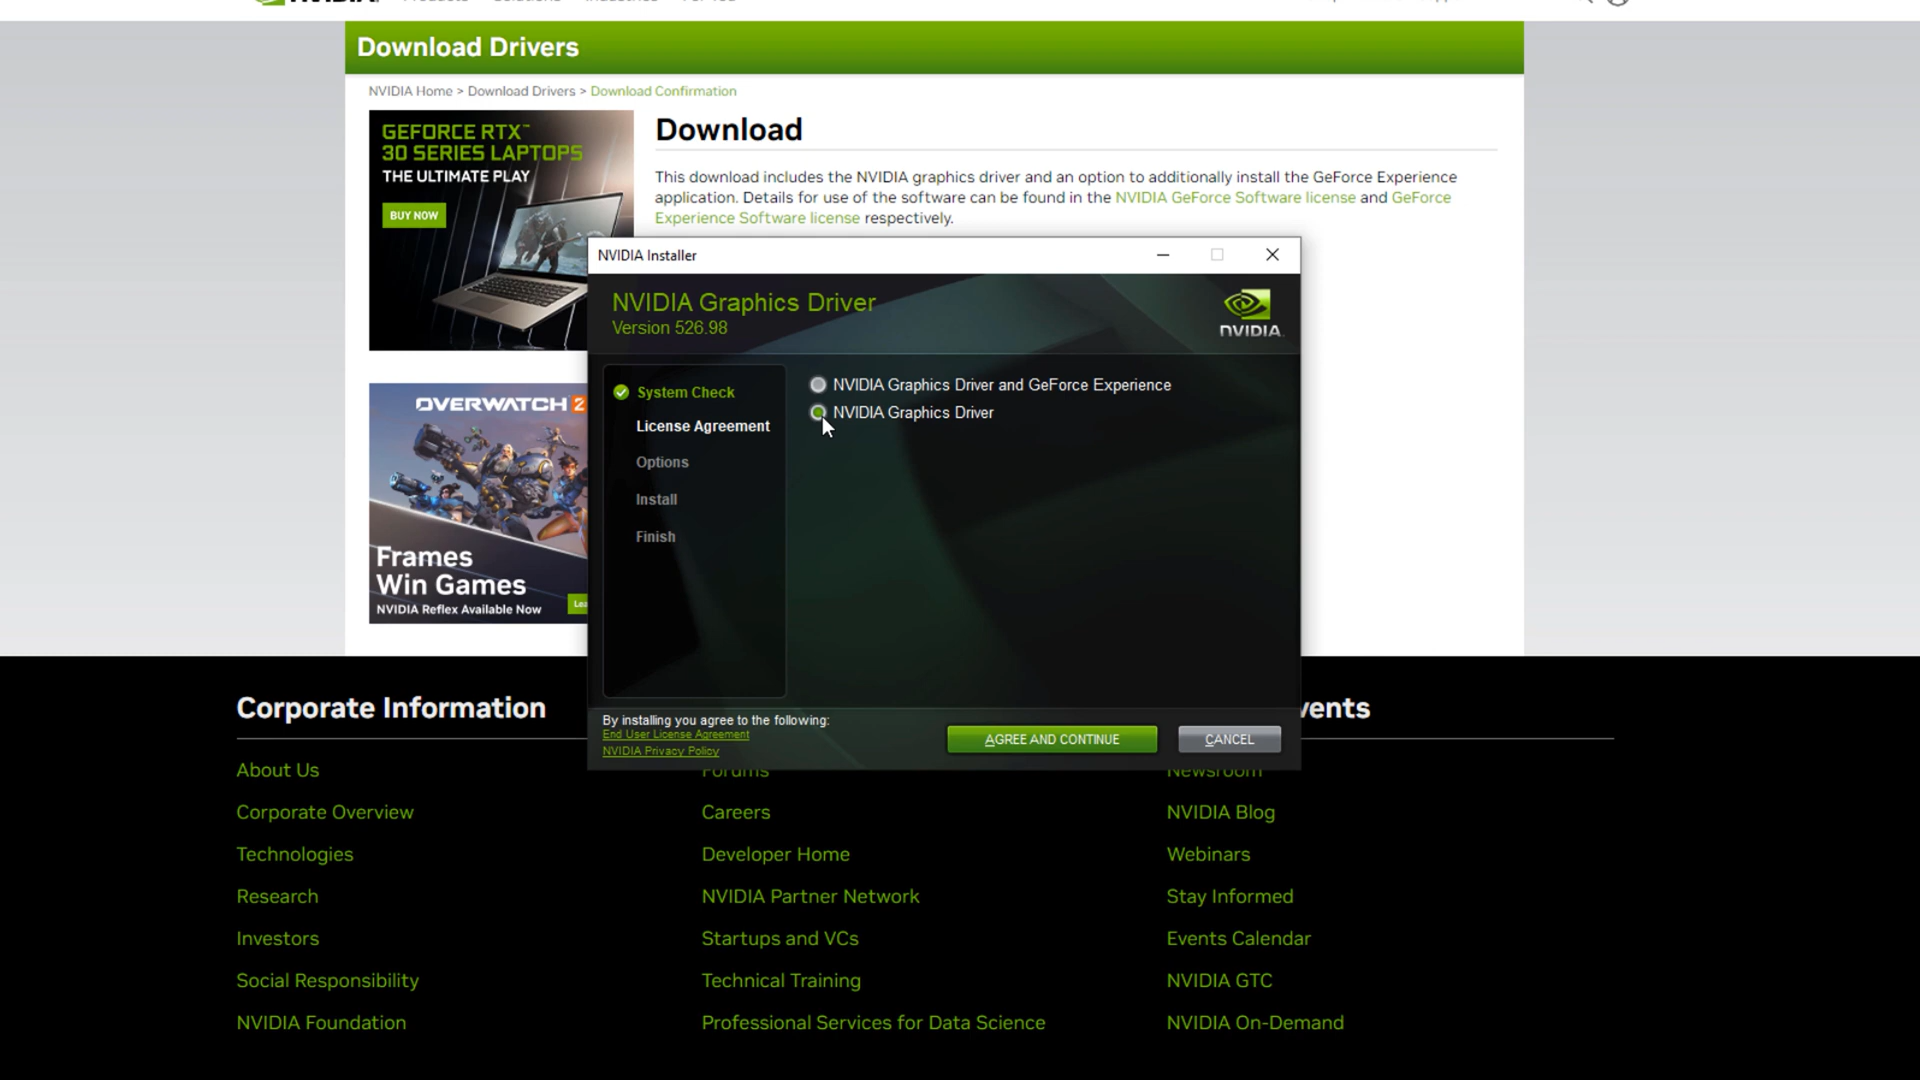 Download Drivers
NVIDIA Home > Download Drivers > Download Confirmation
GEFORCE RTX™
30 SERIES LAPTOPS
THE ULTIMATE PLAY
BUY NOW
Download
This download includes the NVIDIA graphics driver and an option to additionally install the GeForce Experience
application. Details for use of the software can be found in the NVIDIA GeForce Software license and GeForce
Experience Software license respectively.
NVIDIA Installer
NVIDIA Graphics Driver
Version 526.98
NVIDIA
System Check
License Agreement
Options
Install
Finish
NVIDIA Graphics Driver and GeForce Experience
NVIDIA Graphics Driver
By installing you agree to the following:
End User License Agreement
NVIDIA Privacy Policy
AGREE AND CONTINUE
CANCEL
OVERWATCH 2
Frames
Win Games
NVIDIA Reflex Available Now
Corporate Information
About Us
Corporate Overview
Technologies
Research
Investors
Social Responsibility
NVIDIA Foundation
Forums
Careers
Developer Home
NVIDIA Partner Network
Startups and VCs
Technical Training
Professional Services for Data Science
vents
Newsroom
NVIDIA Blog
Webinars
Stay Informed
Events Calendar
NVIDIA GTC
NVIDIA On-Demand